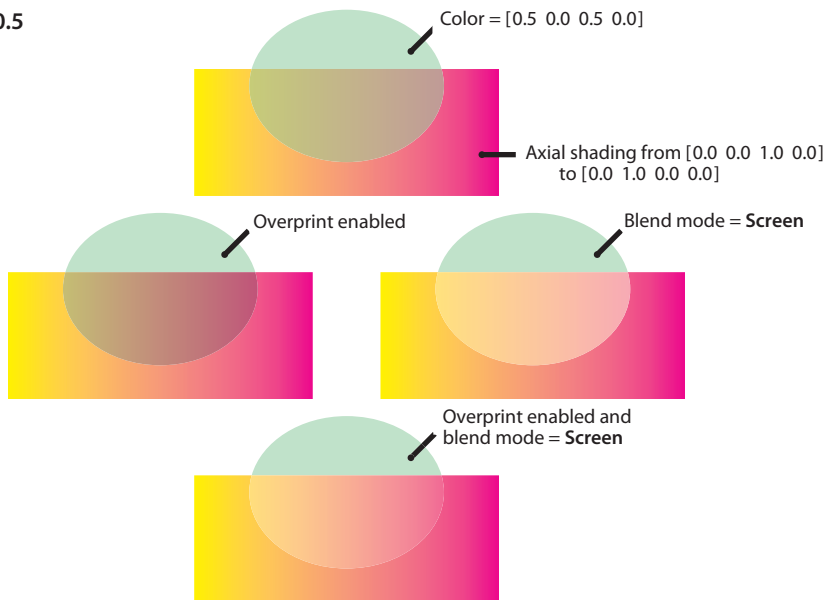 0.5
Color = [0.5 0.0 0.5 0.0]
Axial shading from [0.0 0.0 1.0 0.0]
to [0.0 1.0 0.0 0.0]
Overprint enabled
Blend mode = Screen
Overprint enabled and
blend mode = Screen